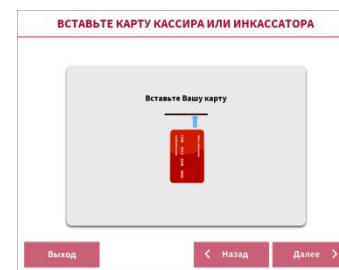 ВСТАВЬТЕ КАРТУ КАССИРА ИЛИ ИНКАССАТОРА
Вставьте Вашу карту
Выход
Назад
Далее